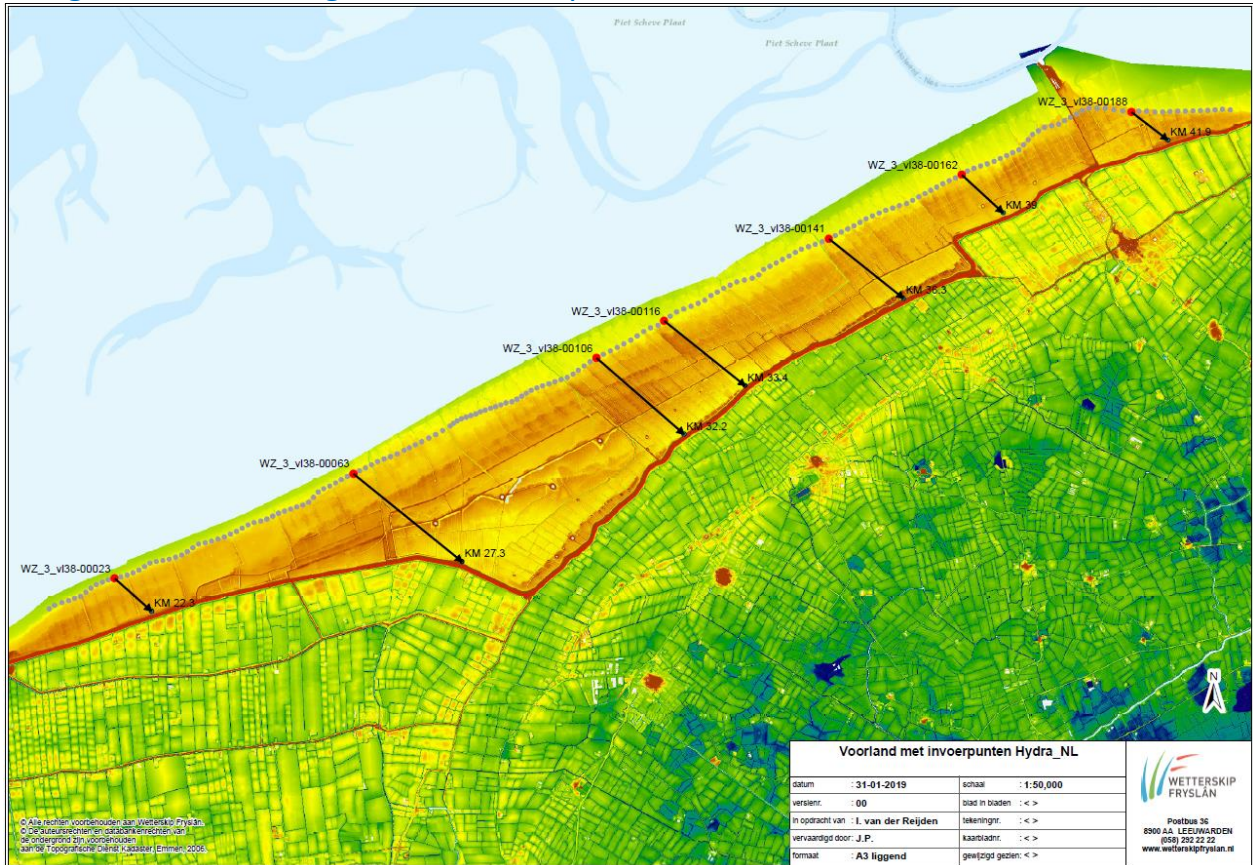 Piet Scheve Plaat
Piet Scheve Plaat
WZ_3_vl38-00188
KM 41.9
WZ_3_vl38-00162
KM 39
WZ_3_vl38-00141
KM 36.3
WZ_3_vl38-00116
KM 33.4
WZ_3_vl38-00106
KM 32.2
WZ_3_vl38-00063
KM 27.3
WZ_3_vl38-00023
KM 22.3
N
Voorland met invoerpunten Hydra_NL
datum : 31-01-2019 schaal : 1:50,000
versienr. : 00 blad in bladen : < >
in opdracht van : I. van der Reijden tekeningnr. : < >
vervaardigd door : J.P. kaartbladnr. : < >
formaat : A3 liggend gewijzigd gezien: < >
WETTERSKIP
FRYSLÂN
Postbus 36
8900 AA LEEUWARDEN
(058) 292 22 22
www.wetterskipfryslan.nl
© Alle rechten voorbehouden aan Wetterskip Fryslân.
© De auteursrechten en databankenrechten van
de ondergrond zijn voorbehouden
aan de Topografische Dienst Kadaster, Emmen, 2006.